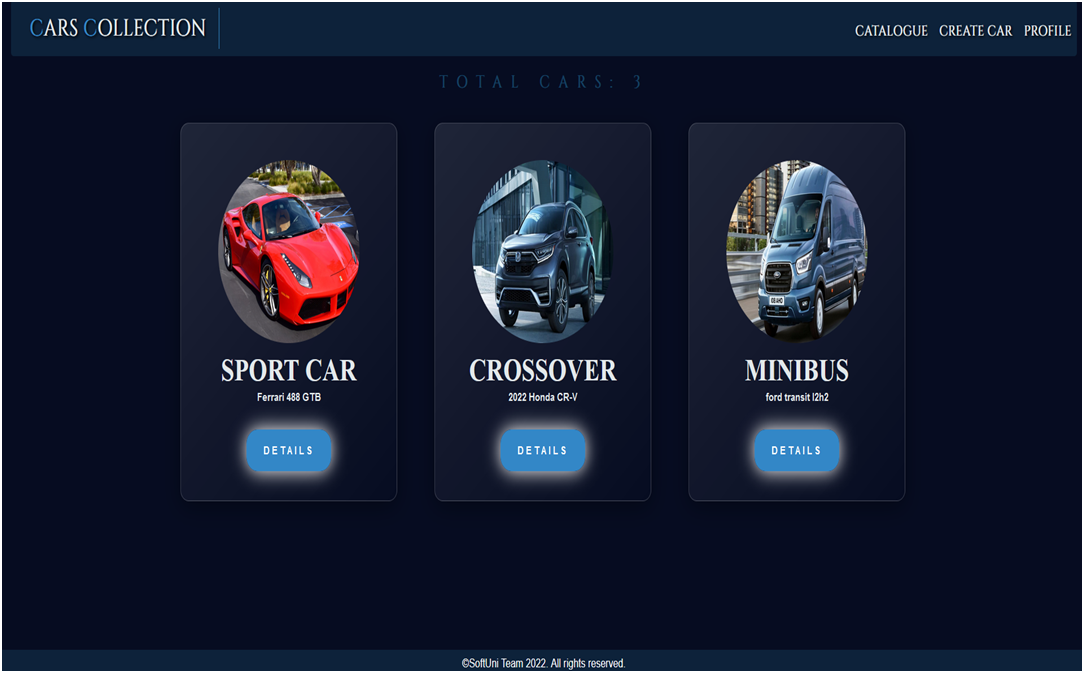 CARS COLLECTION
CATALOGUE CREATE CAR PROFILE
TOTAL CARS: 3
SPORT CAR
Ferrari 488 GTB
DETAILS
CROSSOVER
2022 Honda CR-V
DETAILS
MINIBUS
ford transit l2h2
DETAILS
©SoftUni Team 2022. All rights reserved.